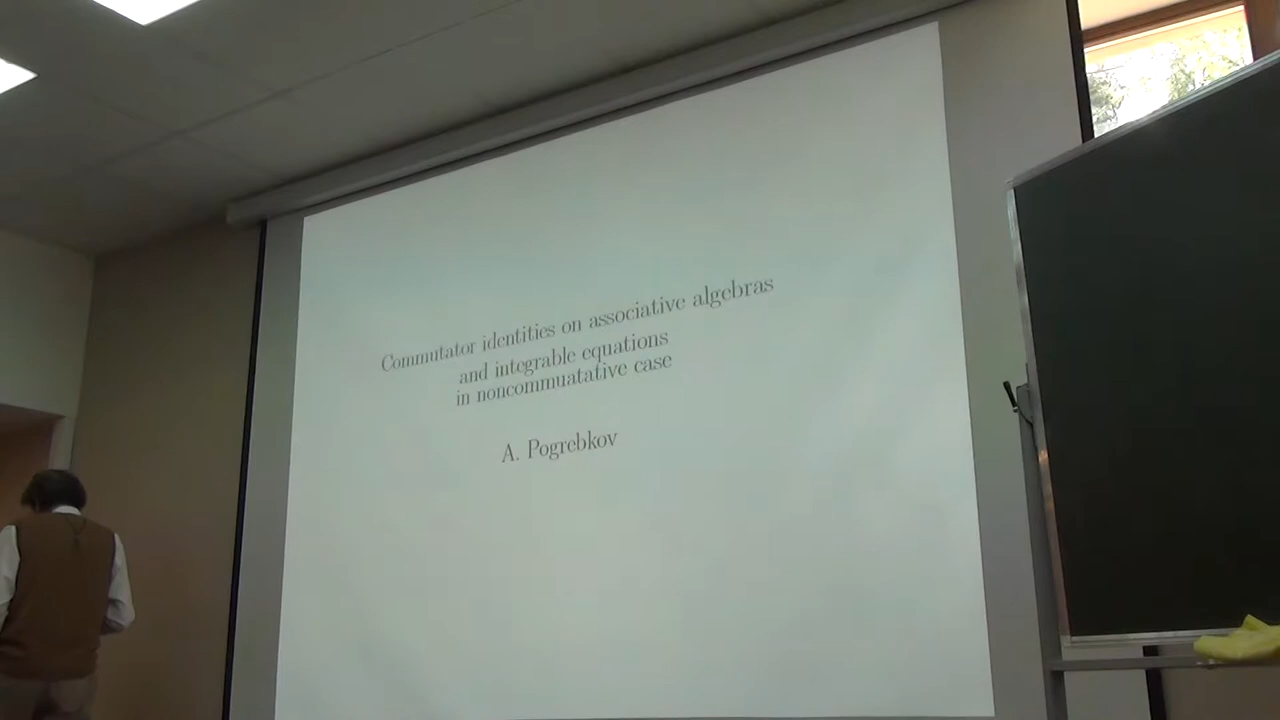 Commutator identities on associative algebras
and integrable equations
in noncommuatative case
A. Pogrebkov